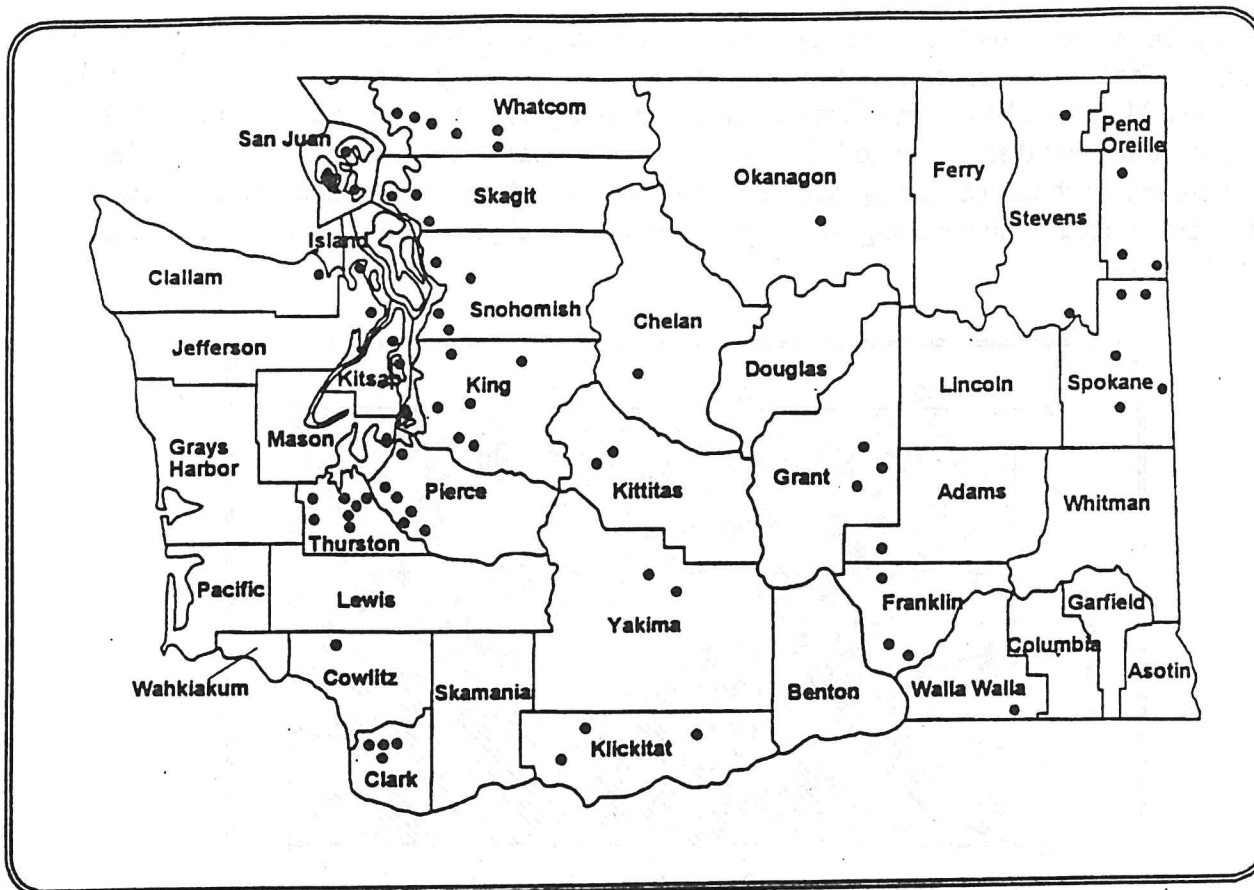 Whatcom
San Juan
Pend
Oreille
Skagit
Okanagon
Ferry
Stevens
Island
Clallam
Snohomish
Chelan
Jefferson
Douglas
Kitsap
King
Lincoln
Spokane
Mason
Grays
Harbor
Grant
Pierce
Kittitas
Adams
Whitman
Thurston
Pacific
Lewis
Yakima
Franklin
Garfield
Columbia
Wahkiakum
Cowlitz
Skamania
Benton
Walla Walla
Asotin
Klickitat
Clark